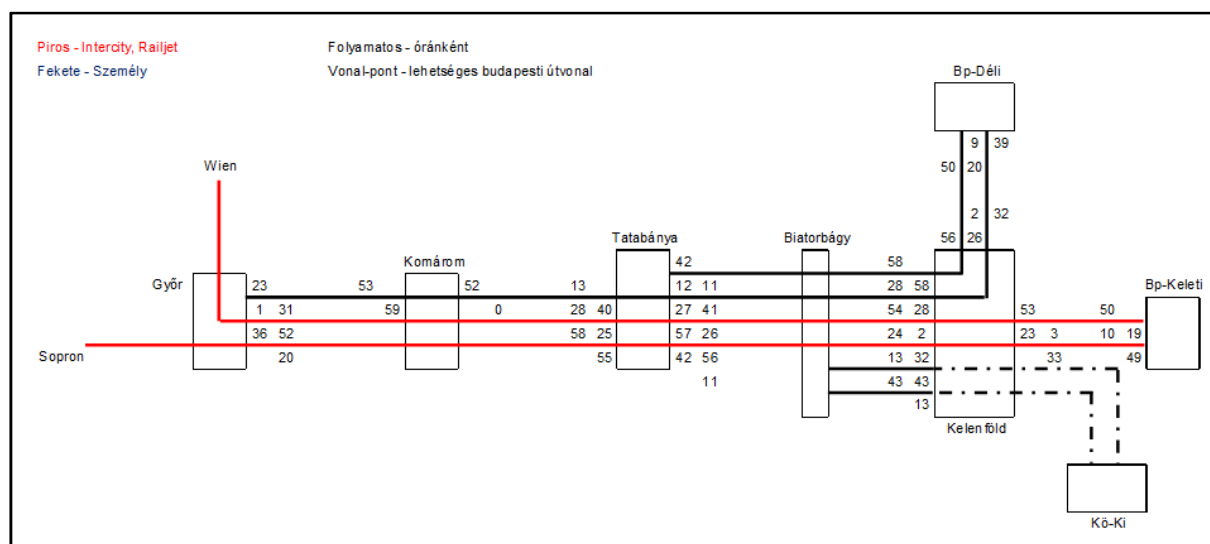 Piros - Intercity, Railjet Folyamatos - óránként
Fekete - Személy Vonal-pont - lehetséges budapesti útvonal
Bp-Déli
9 39
Wien 50 20
2 32
Tatabánya Biatorbágy 56 26
Komárom 42 58
Győr 23 53 52 13 12 11 28 58 Bp-Keleti
1 31 59 0 28 40 27 41 54 28 53 50
36 52 58 25 57 26 24 2 23 3 10 19
Sopron 20 55 42 56 13 32 33 49
11 43 43
13
Kelenföld
Kö-Ki